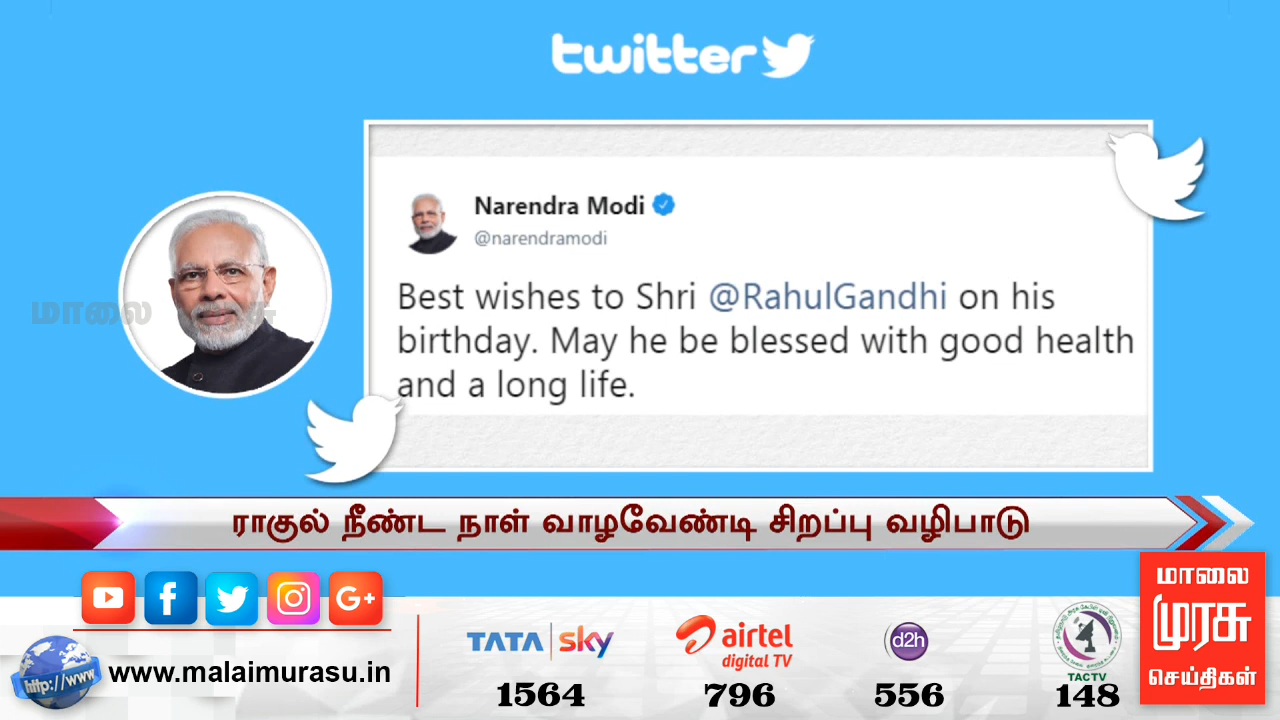 twitter
Narendra Modi
@narendramodi
Best wishes to Shri @RahulGandhi on his
birthday. May he be blessed with good health
and a long life.
மாலை
ராகுல் நீண்ட நாள் வாழவேண்டி சிறப்பு வழிபாடு
G+
http://www
www.malaimurasu.in
TATA sky
1564
airtel
digital TV
796
d2h
556
TACTV
148
மாலை
முரசு
செய்திகள்